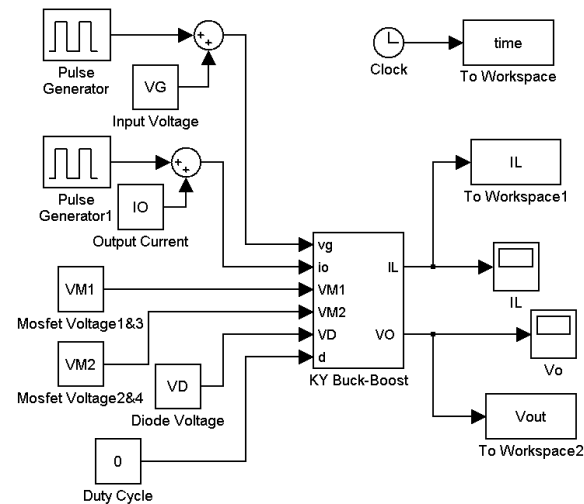 Pulse
Generator
+
+
VG
Input Voltage
Clock
time
To Workspace
Pulse
Generator1
+
+
IO
Output Current
IL
To Workspace1
vg
io
VM1
VM2
VD
d
IL
VO
KY Buck-Boost
IL
Vo
VM1
Mosfet Voltage1&3
VM2
Mosfet Voltage2&4
VD
Diode Voltage
Vout
To Workspace2
0
Duty Cycle